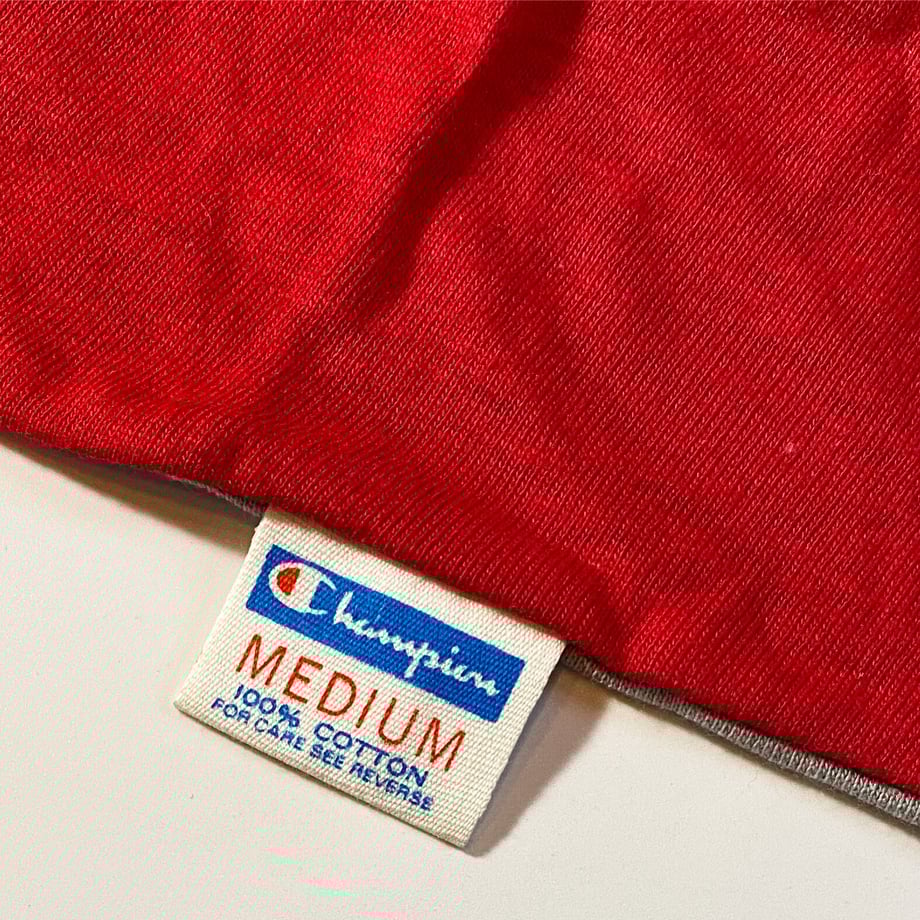 Champion
MEDIUM
100% COTTON
FOR CARE SEE REVERSE